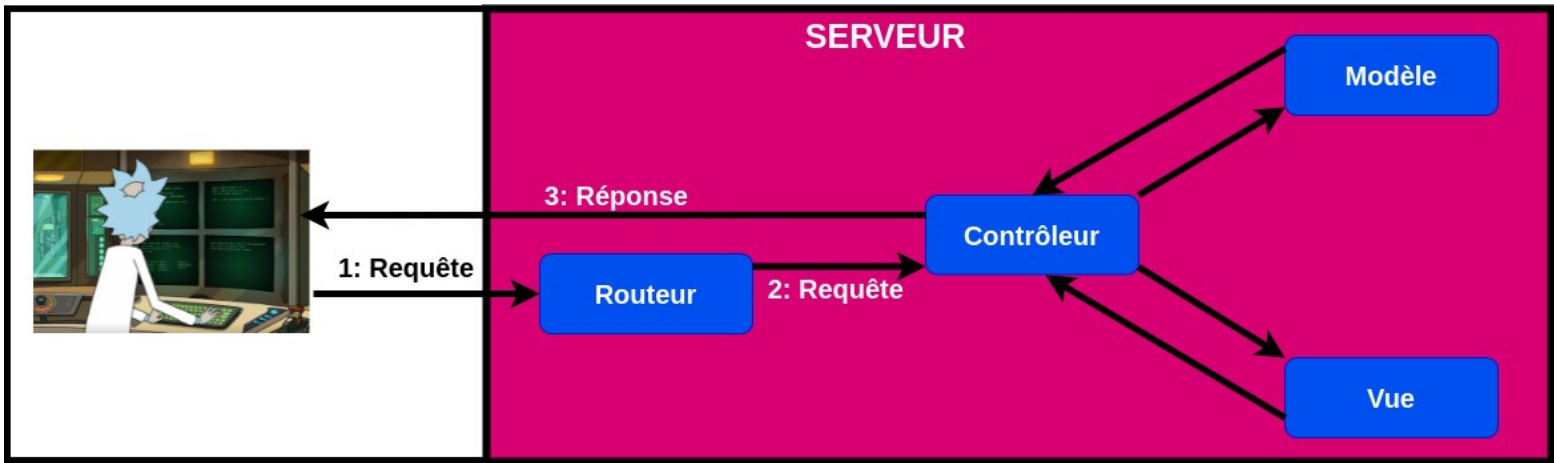 SERVEUR
Modèle
3: Réponse
Contrôleur
1: Requête
Routeur
2: Requête
Vue